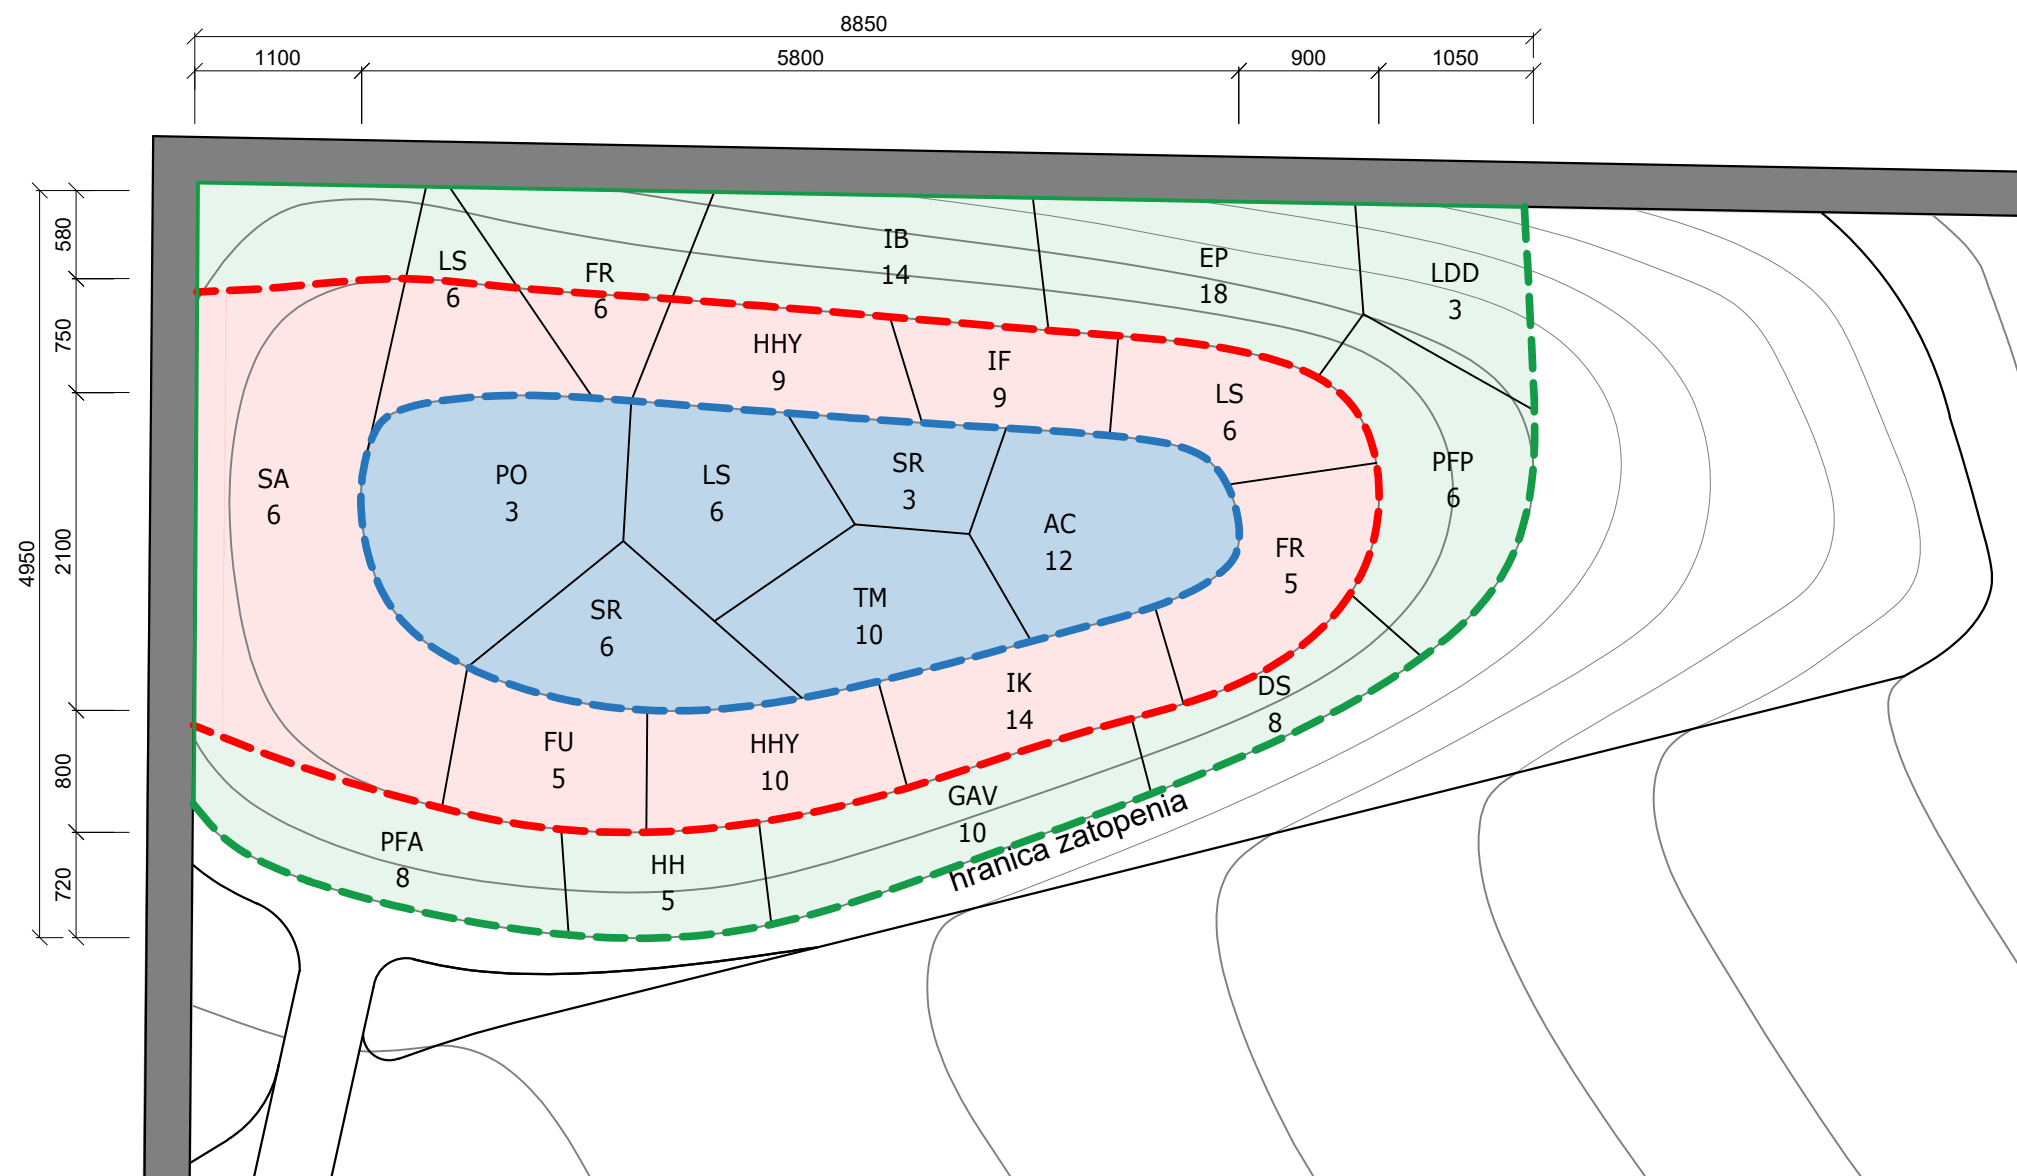 8850
1100
5800
900
1050
4950
580
750
2100
800
720
LS
6
FR
6
IB
14
EP
18
LDD
3
HHY
9
IF
9
LS
6
PFP
6
SA
6
PO
3
LS
6
SR
3
AC
12
FR
5
SR
6
TM
10
IK
14
DS
8
FU
5
HHY
10
GAV
10
PFA
8
HH
5
hranica zatopenia